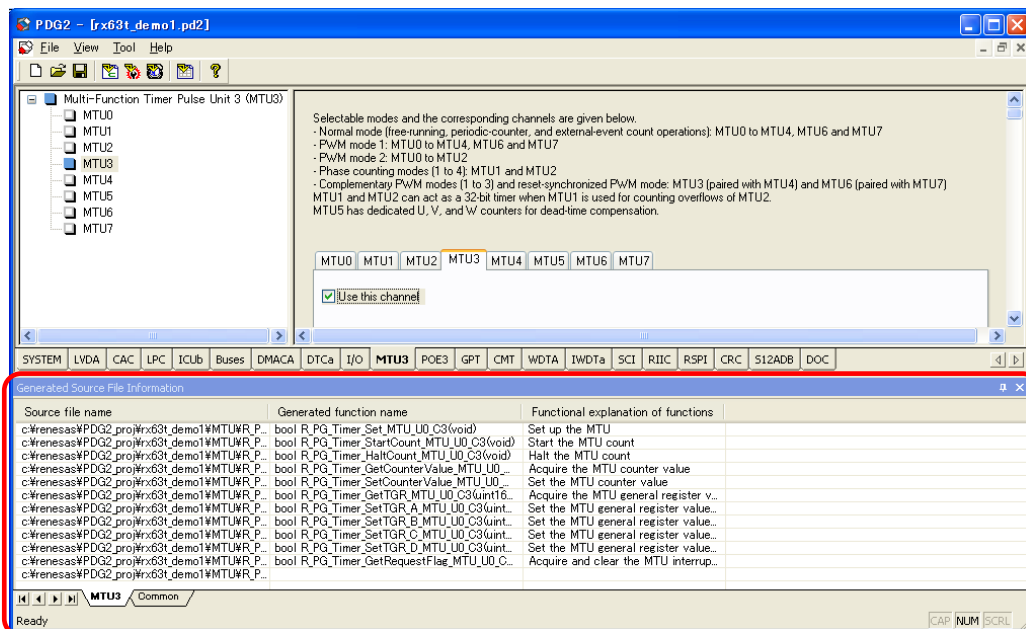 PDG2 - [rx63t_demo1.pd2]
File View Tool Help
Multi-Function Timer Pulse Unit 3 (MTU3)
MTU0
MTU1
MTU2
MTU3
MTU4
MTU5
MTU6
MTU7
Selectable modes and the corresponding channels are given below.
- Normal mode (free-running, periodic-counter, and external-event count operations): MTU0 to MTU4, MTU6 and MTU7
- PWM mode 1: MTU0 to MTU4, MTU6 and MTU7
- PWM mode 2: MTU0 to MTU2
- Phase counting modes (1 to 4): MTU1 and MTU2
- Complementary PWM modes (1 to 3) and reset-synchronized PWM mode: MTU3 (paired with MTU4) and MTU6 (paired with MTU7)
MTU1 and MTU2 can act as a 32-bit timer when MTU1 is used for counting overflows of MTU2.
MTU5 has dedicated U, V, and W counters for dead-time compensation.
MTU0 MTU1 MTU2 MTU3 MTU4 MTU5 MTU6 MTU7
Use this channel
SYSTEM LVDA CAC LPC ICUb Buses DMACA DTCa I/O MTU3 POE3 GPT CMT WDTA IWDTa SCI RIIC RSPI CRC S12ADB DOC
Generated Source File Information
Source file name Generated function name Functional explanation of functions
c:¥renesas¥PDG2_proj¥rx63t_demo1¥MTU¥R_P... bool R_PG_Timer_Set_MTU_U0_C3(void) Set up the MTU
c:¥renesas¥PDG2_proj¥rx63t_demo1¥MTU¥R_P... bool R_PG_Timer_StartCount_MTU_U0_C3(void) Start the MTU count
c:¥renesas¥PDG2_proj¥rx63t_demo1¥MTU¥R_P... bool R_PG_Timer_HaltCount_MTU_U0_C3(void) Halt the MTU count
c:¥renesas¥PDG2_proj¥rx63t_demo1¥MTU¥R_P... bool R_PG_Timer_GetCounterValue_MTU_U0_... Acquire the MTU counter value
c:¥renesas¥PDG2_proj¥rx63t_demo1¥MTU¥R_P... bool R_PG_Timer_SetCounterValue_MTU_U0_... Set the MTU counter value
c:¥renesas¥PDG2_proj¥rx63t_demo1¥MTU¥R_P... bool R_PG_Timer_GetTGR_MTU_U0_C3(uint16... Acquire the MTU general register v...
c:¥renesas¥PDG2_proj¥rx63t_demo1¥MTU¥R_P... bool R_PG_Timer_SetTGR_A_MTU_U0_C3(uint... Set the MTU general register value...
c:¥renesas¥PDG2_proj¥rx63t_demo1¥MTU¥R_P... bool R_PG_Timer_SetTGR_B_MTU_U0_C3(uint... Set the MTU general register value...
c:¥renesas¥PDG2_proj¥rx63t_demo1¥MTU¥R_P... bool R_PG_Timer_SetTGR_C_MTU_U0_C3(uint... Set the MTU general register value...
c:¥renesas¥PDG2_proj¥rx63t_demo1¥MTU¥R_P... bool R_PG_Timer_SetTGR_D_MTU_U0_C3(uint... Set the MTU general register value...
c:¥renesas¥PDG2_proj¥rx63t_demo1¥MTU¥R_P... bool R_PG_Timer_GetRequestFlag_MTU_U0_C... Acquire and clear the MTU interrup...
c:¥renesas¥PDG2_proj¥rx63t_demo1¥MTU¥R_P...
MTU3 Common
Ready CAP NUM SCRL